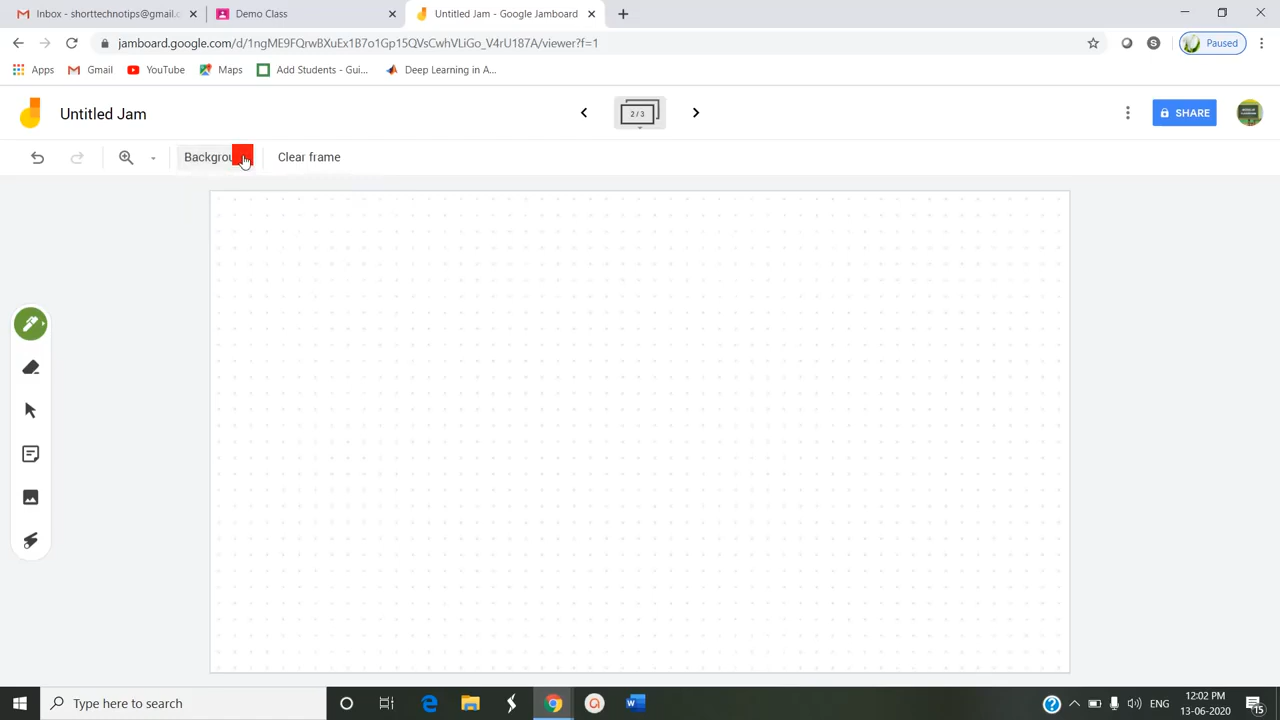 Inbox - shorttechnotips@gmail.c
Demo Class
Untitled Jam - Google Jamboard
jamboard.google.com/d/1ngME9FQrwBXuEx1B7o1Gp15QVsCwhVLiGo_V4rU187A/viewer?f=1
S
Paused
Apps
Gmail
YouTube
Maps
Add Students - Gui...
Deep Learning in A...
Untitled Jam
2 / 3
SHARE
Backgrou
Clear frame
Type here to search
ENG
12:02 PM
13-06-2020
15